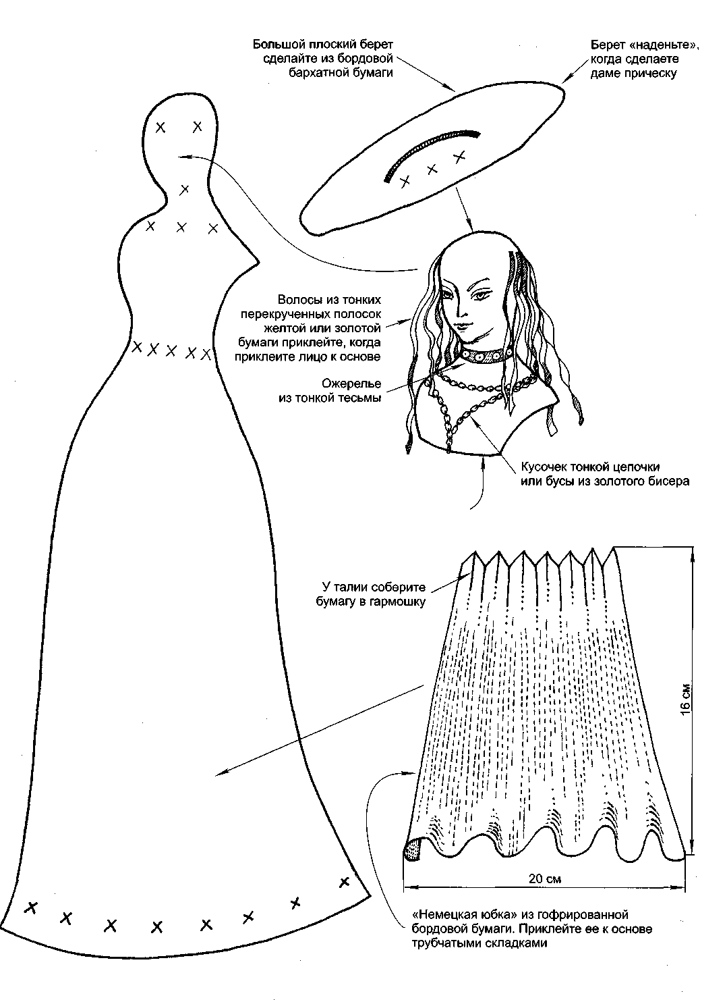 Большой плоский берет
сделайте из бордовой
бархатной бумаги
Берет «наденьте»,
когда сделаете
даме прическу
Волосы из тонких
перекрученных полосок
желтой или золотой
бумаги приклейте, когда
приклеите лицо к основе
Ожерелье
из тонкой тесьмы
Кусочек тонкой цепочки
или бусы из золотого бисера
У талии соберите
бумагу в гармошку
16 см
20 см
«Немецкая юбка» из гофрированной
бордовой бумаги. Приклейте ее к основе
трубчатыми складками